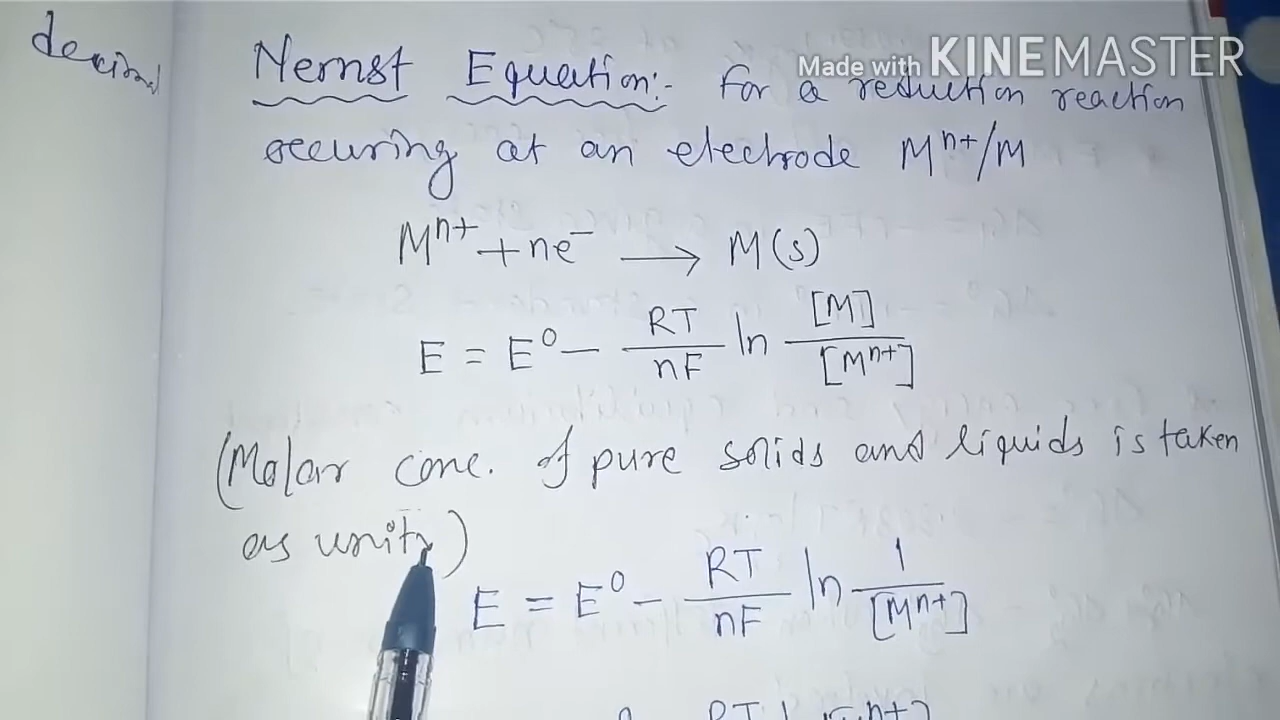 Made with KINEMASTER
Nernst Equation:- For a reduction reaction
occuring at an electrode Mⁿ⁺/M
Mⁿ⁺ + ne⁻ ⟶ M(s)
E = E⁰ − RT/nF ln [M]/[Mⁿ⁺]
(Molar conc. of pure solids and liquids is taken
as unity)
E = E⁰ − RT/nF ln 1/[Mⁿ⁺]